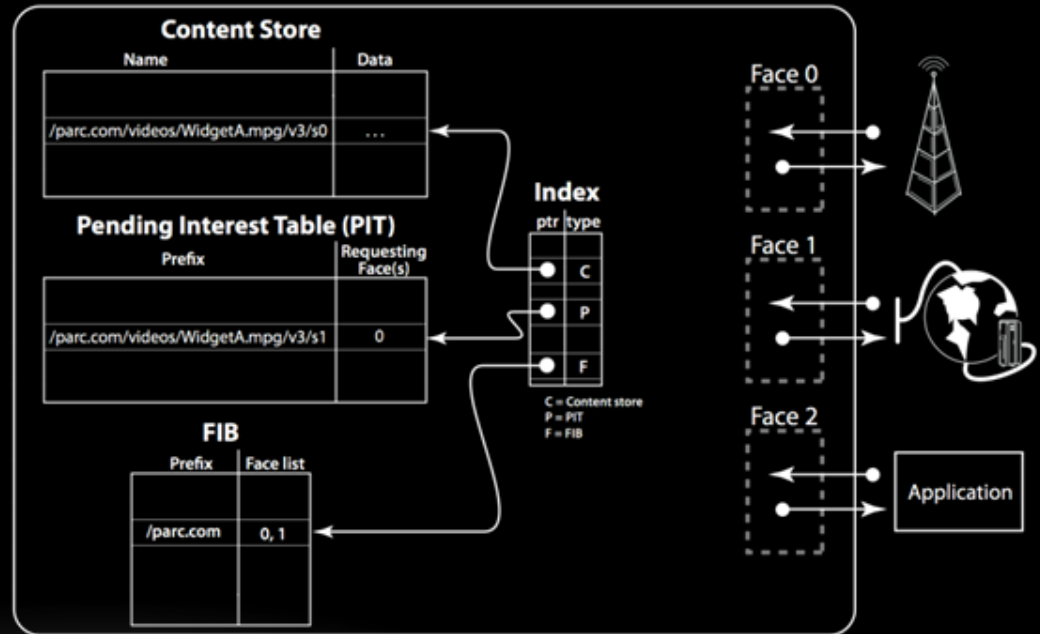 Content Store
Name Data
/parc.com/videos/WidgetA.mpg/v3/s0 ...
Pending Interest Table (PIT)
Prefix Requesting
Face(s)
/parc.com/videos/WidgetA.mpg/v3/s1 0
FIB
Prefix Face list
/parc.com 0, 1
Index
ptr type
C
P
F
C = Content store
P = PIT
F = FIB
Face 0
Face 1
Face 2
Application